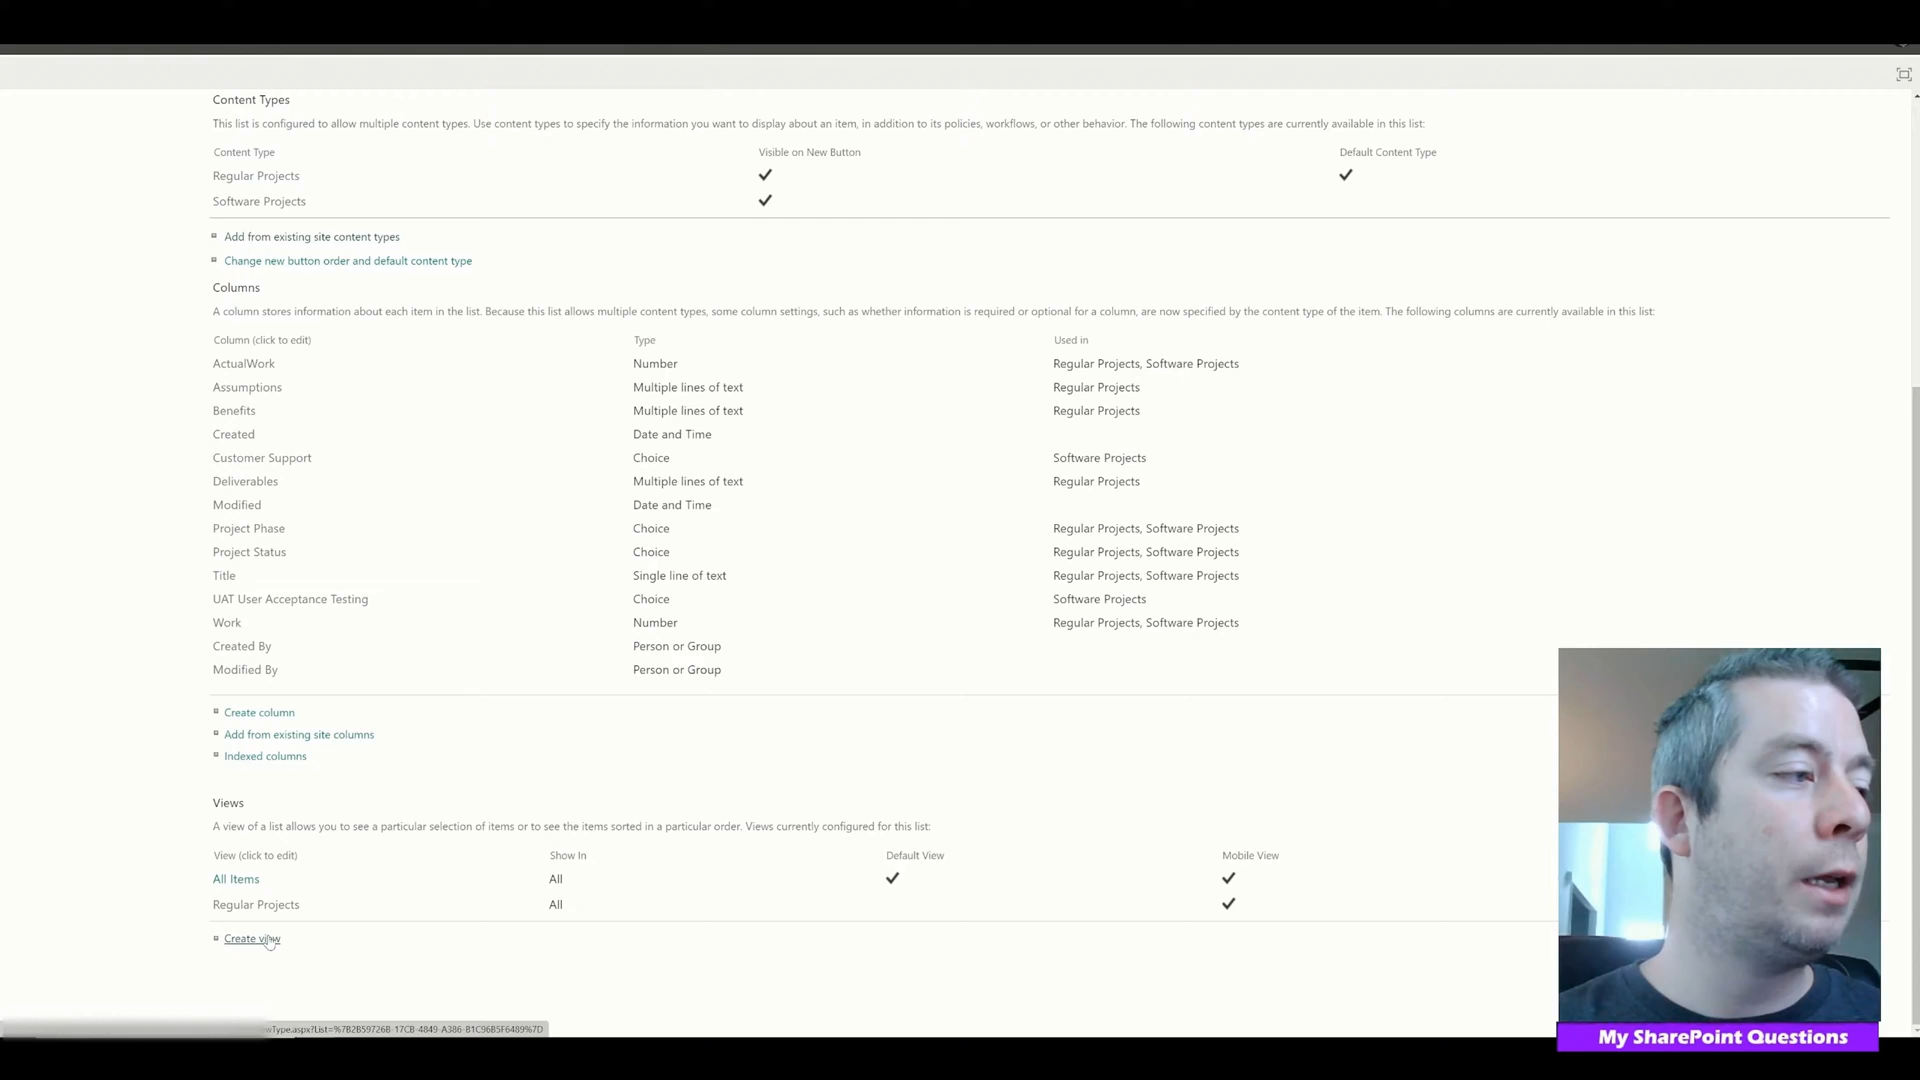 Content Types
This list is configured to allow multiple content types. Use content types to specify the information you want to display about an item, in addition to its policies, workflows, or other behavior. The following content types are currently available in this list:
Content Type Visible on New Button Default Content Type
Regular Projects
Software Projects
Add from existing site content types
Change new button order and default content type
Columns
A column stores information about each item in the list. Because this list allows multiple content types, some column settings, such as whether information is required or optional for a column, are now specified by the content type of the item. The following columns are currently available in this list:
Column (click to edit) Type Used in
ActualWork Number Regular Projects, Software Projects
Assumptions Multiple lines of text Regular Projects
Benefits Multiple lines of text Regular Projects
Created Date and Time
Customer Support Choice Software Projects
Deliverables Multiple lines of text Regular Projects
Modified Date and Time
Project Phase Choice Regular Projects, Software Projects
Project Status Choice Regular Projects, Software Projects
Title Single line of text Regular Projects, Software Projects
UAT User Acceptance Testing Choice Software Projects
Work Number Regular Projects, Software Projects
Created By Person or Group
Modified By Person or Group
Create column
Add from existing site columns
Indexed columns
Views
A view of a list allows you to see a particular selection of items or to see the items sorted in a particular order. Views currently configured for this list:
View (click to edit) Show In Default View Mobile View
All Items All
Regular Projects All
Create view
wType.aspx?List=%7B2B59726B-17CB-4849-A386-B1C96B5F6489%7D
My SharePoint Questions